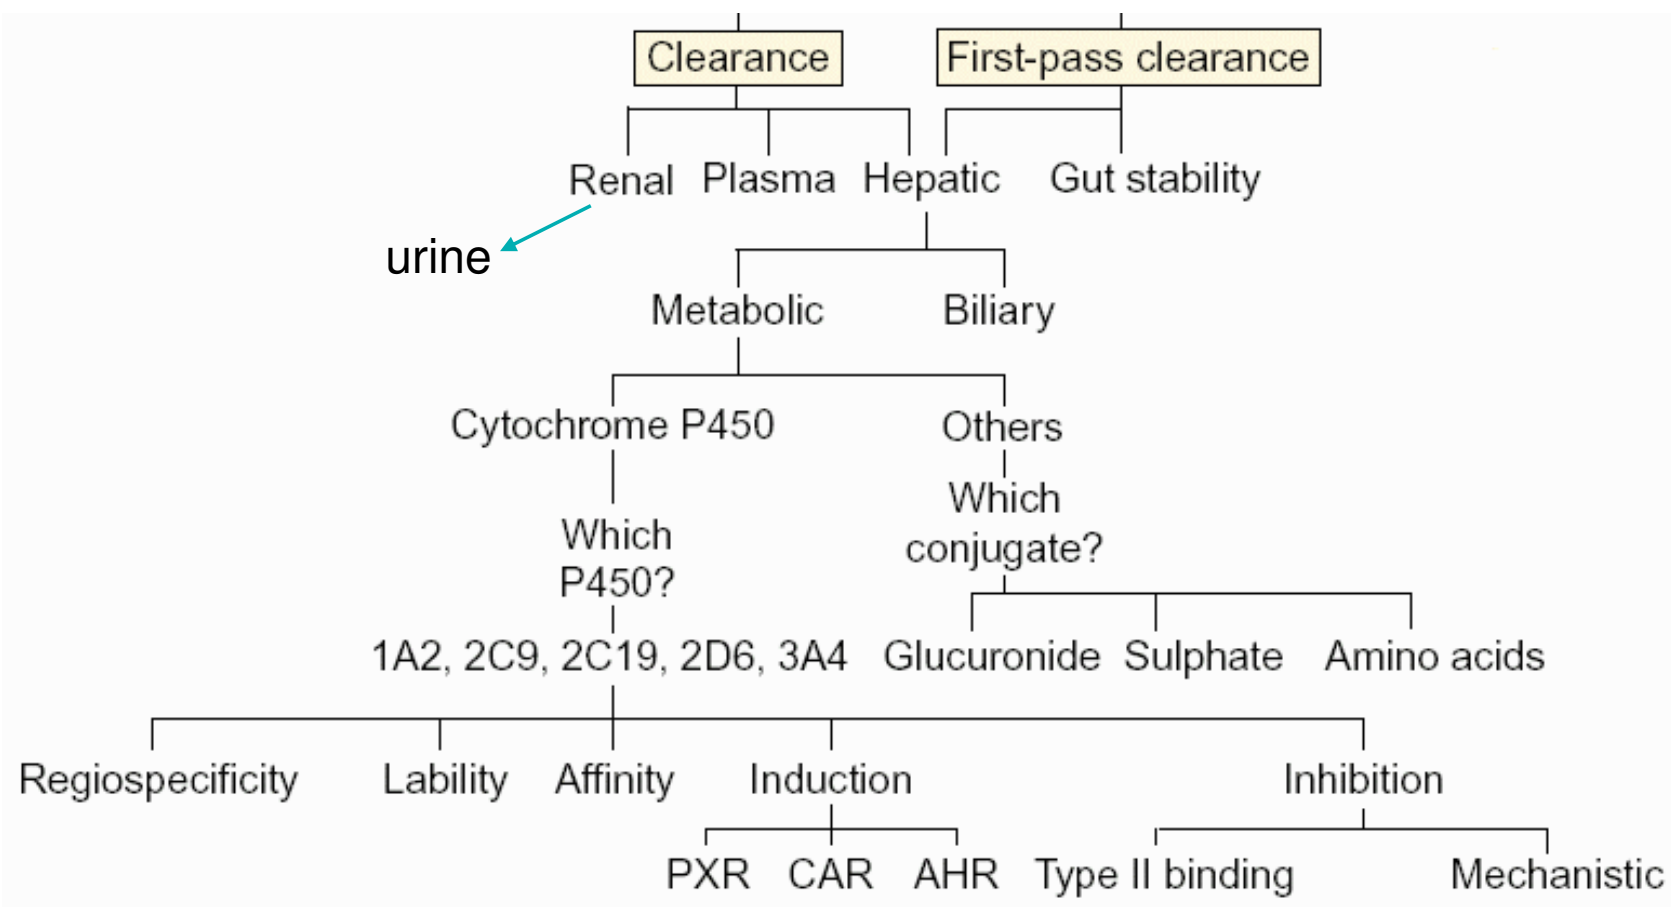 Clearance First-pass clearance
Renal Plasma Hepatic Gut stability
urine
Metabolic Biliary
Cytochrome P450 Others
Which
conjugate?
Which
P450?
1A2, 2C9, 2C19, 2D6, 3A4 Glucuronide Sulphate Amino acids
Regiospecificity Lability Affinity Induction Inhibition
PXR CAR AHR Type II binding Mechanistic